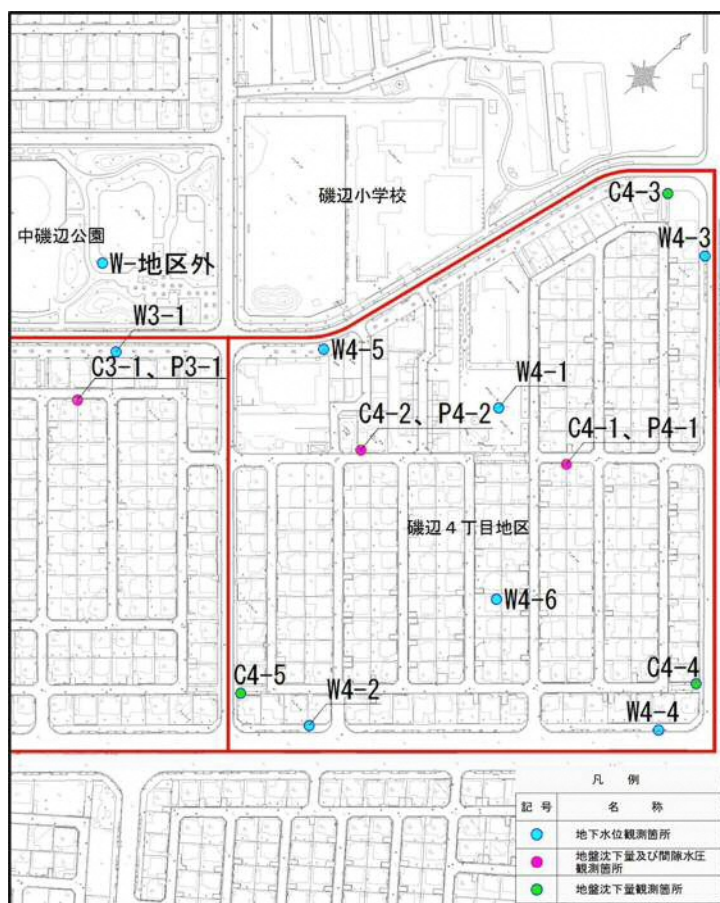 磯辺小学校
C4-3
中磯辺公園
W-地区外
W4-3
W3-1
W4-5
C3-1、P3-1
W4-1
C4-2、P4-2
C4-1、P4-1
磯辺４丁目地区
W4-6
C4-5
C4-4
W4-2
W4-4
凡 例
記 号 名 称
地下水位観測箇所
地盤沈下量及び間隙水圧
観測箇所
地盤沈下量観測箇所